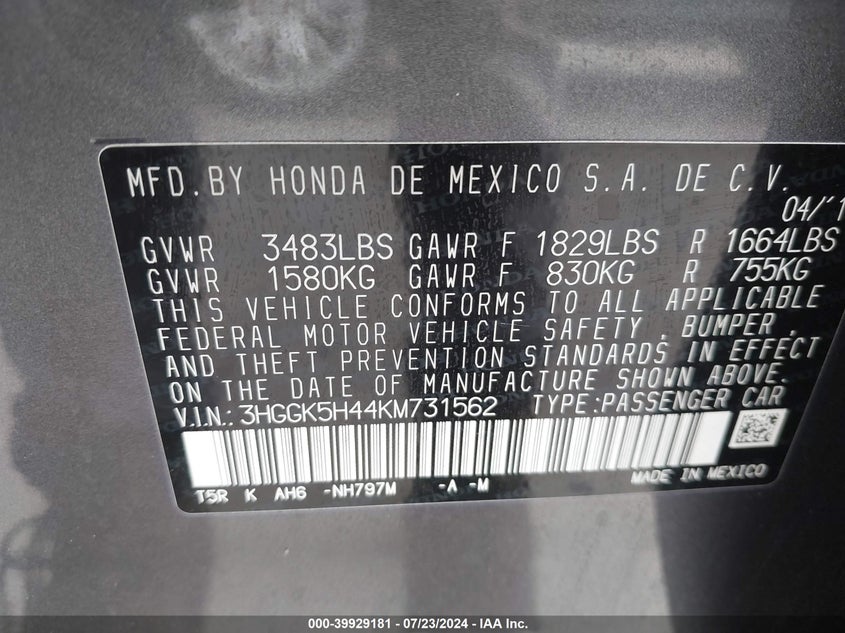 MFD.BY HONDA DE MEXICO S.A. DE C.V.
04/'1
GVWR 3483LBS GAWR F 1829LBS R 1664LBS
GVWR 1580KG GAWR F 830KG R 755KG
THIS VEHICLE CONFORMS TO ALL APPLICABLE
FEDERAL MOTOR VEHICLE SAFETY, BUMPER,
AND THEFT PREVENTION STANDARDS IN EFFECT
ON THE DATE OF MANUFACTURE SHOWN ABOVE.
V.I.N.: 3HGGK5H44KM731562 TYPE:PASSENGER CAR
T5R K AH6 -NH797M -A -M MADE IN MEXICO
000-39929181 - 07/23/2024 - IAA Inc.